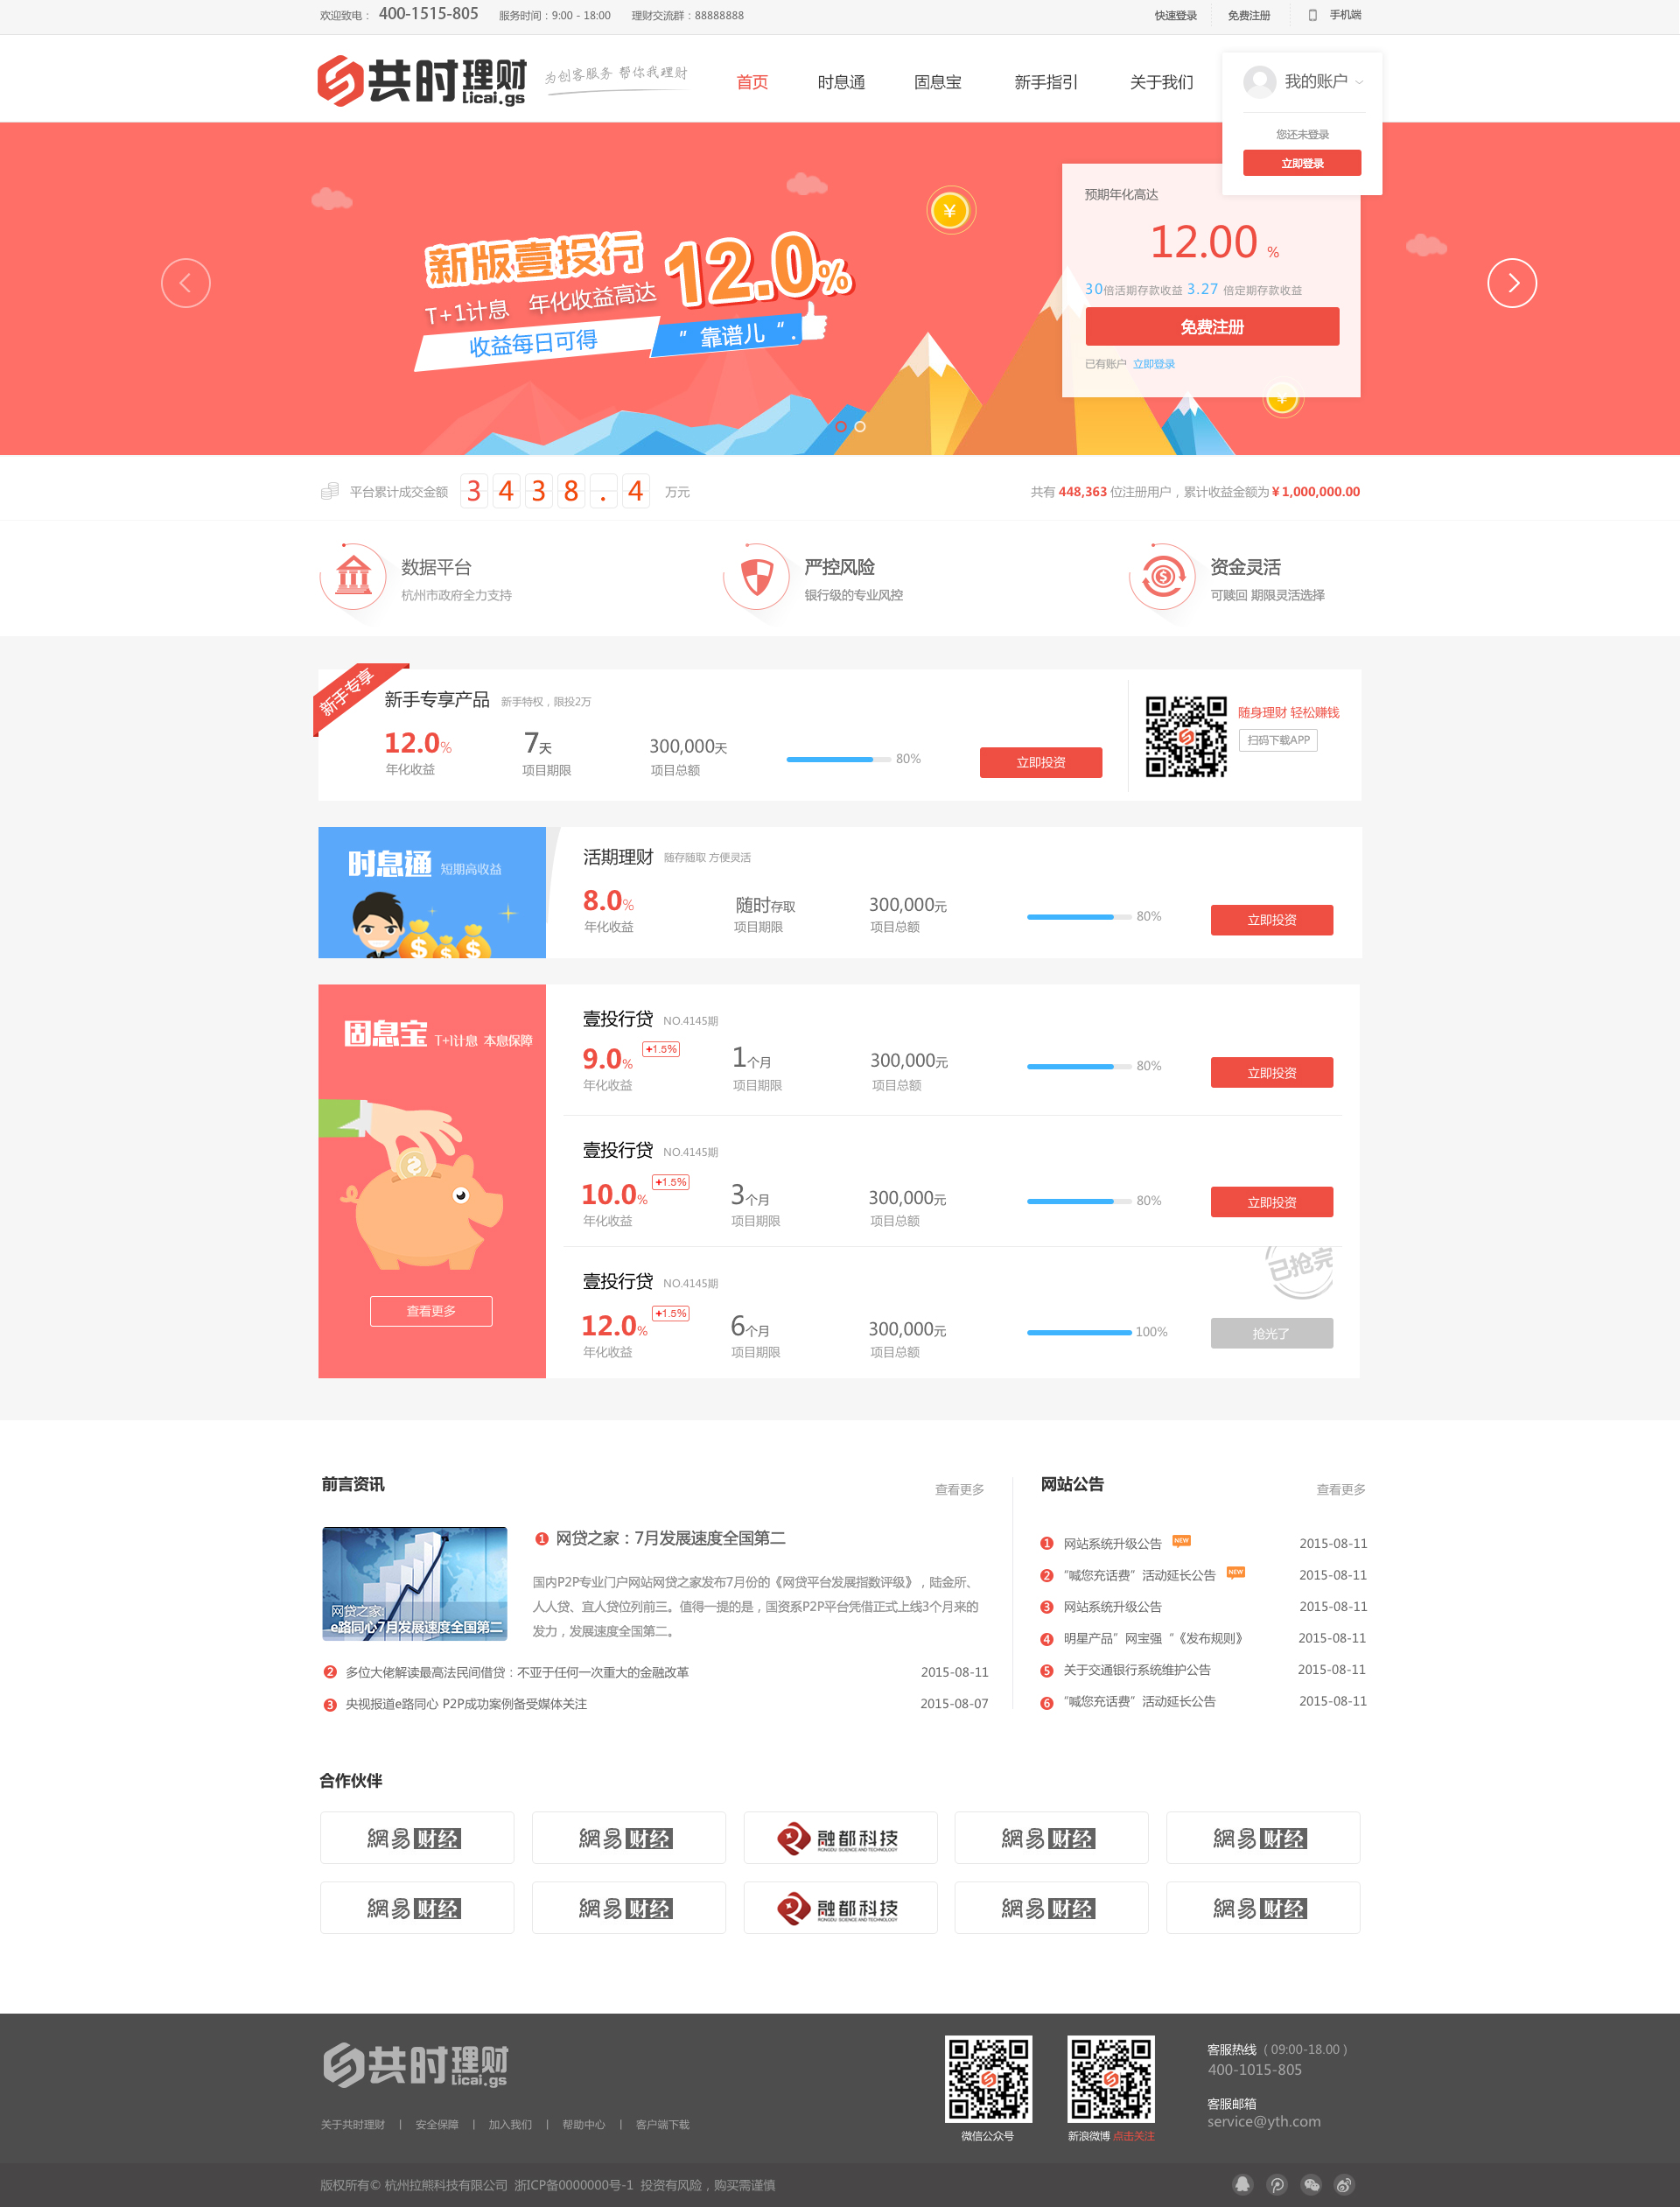 欢迎致电： 400-1515-805 服务时间：9:00 - 18:00 理财交流群：88888888 快速登录 免费注册 手机端
共时理财 Licai.gs 为创客服务 帮你我理财 首页 时息通 固息宝 新手指引 关于我们 我的账户
您还未登录
立即登录
预期年化高达
12.00 %
30倍活期存款收益 3.27 倍定期存款收益
免费注册
已有账户 立即登录
新版壹投行 12.0%
T+1计息 年化收益高达
收益每日可得 ”靠谱儿“.
平台累计成交金额 3438.4 万元 共有 448,363 位注册用户，累计收益金额为 ¥ 1,000,000.00
数据平台 严控风险 资金灵活
杭州市政府全力支持 银行级的专业风控 可赎回 期限灵活选择
新手专享
新手专享产品 新手特权，限投2万
12.0% 7天 300,000天 80% 立即投资
年化收益 项目期限 项目总额
随身理财 轻松赚钱
扫码下载APP
时息通 短期高收益
活期理财 随存随取 方便灵活
8.0% 随时存取 300,000元 80% 立即投资
年化收益 项目期限 项目总额
固息宝 T+1计息 本息保障
查看更多
壹投行贷 NO.4145期
9.0% +1.5% 1个月 300,000元 80% 立即投资
年化收益 项目期限 项目总额
壹投行贷 NO.4145期
10.0% +1.5% 3个月 300,000元 80% 立即投资
年化收益 项目期限 项目总额
壹投行贷 NO.4145期 已抢完
12.0% +1.5% 6个月 300,000元 100% 抢光了
年化收益 项目期限 项目总额
前言资讯 查看更多
网贷之家
e路同心7月发展速度全国第二
1 网贷之家：7月发展速度全国第二
国内P2P专业门户网站网贷之家发布7月份的《网贷平台发展指数评级》，陆金所、
人人贷、宜人贷位列前三。值得一提的是，国资系P2P平台凭借正式上线3个月来的
发力，发展速度全国第二。
2 多位大佬解读最高法民间借贷：不亚于任何一次重大的金融改革 2015-08-11
3 央视报道e路同心 P2P成功案例备受媒体关注 2015-08-07
网站公告 查看更多
1 网站系统升级公告 NEW 2015-08-11
2 “喊您充话费”活动延长公告 NEW 2015-08-11
3 网站系统升级公告 2015-08-11
4 明星产品”网宝强“《发布规则》 2015-08-11
5 关于交通银行系统维护公告 2015-08-11
6 “喊您充话费”活动延长公告 2015-08-11
合作伙伴
網易财经 網易财经 融都科技 RONGDU SCIENCE AND TECHNOLOGY 網易财经 網易财经
網易财经 網易财经 融都科技 RONGDU SCIENCE AND TECHNOLOGY 網易财经 網易财经
共时理财 Licai.gs
关于共时理财 | 安全保障 | 加入我们 | 帮助中心 | 客户端下载
微信公众号 新浪微博 点击关注
客服热线（09:00-18.00）
400-1015-805
客服邮箱
service@yth.com
版权所有© 杭州拉熊科技有限公司 浙ICP备0000000号-1 投资有风险，购买需谨慎